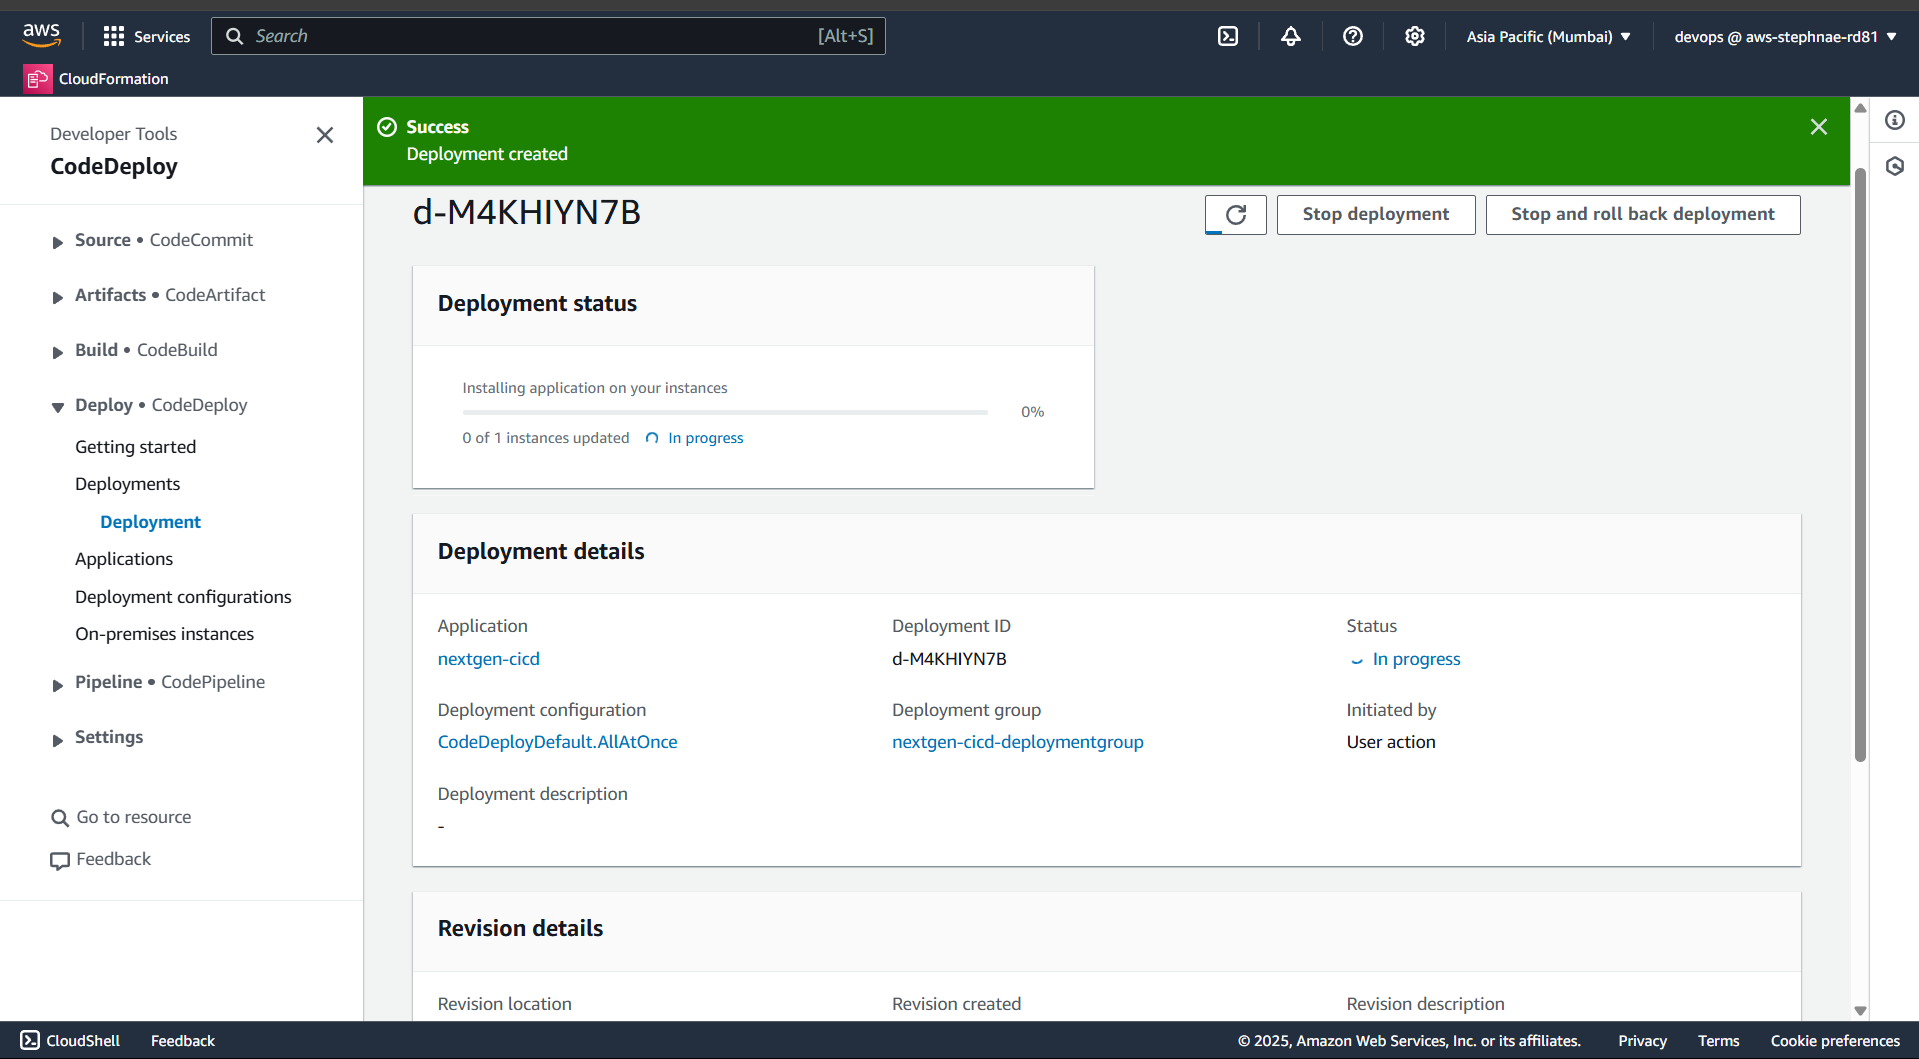 aws
Services
Search
[Alt+S]
Asia Pacific (Mumbai)
devops @ aws-stephnae-rd81
CloudFormation
Developer Tools
CodeDeploy
Source • CodeCommit
Artifacts • CodeArtifact
Build • CodeBuild
Deploy • CodeDeploy
Getting started
Deployments
Deployment
Applications
Deployment configurations
On-premises instances
Pipeline • CodePipeline
Settings
Go to resource
Feedback
Success
Deployment created
d-M4KHIYN7B
Stop deployment
Stop and roll back deployment
Deployment status
Installing application on your instances
0%
0 of 1 instances updated
In progress
Deployment details
Application
Deployment ID
Status
nextgen-cicd
d-M4KHIYN7B
In progress
Deployment configuration
Deployment group
Initiated by
CodeDeployDefault.AllAtOnce
nextgen-cicd-deploymentgroup
User action
Deployment description
-
Revision details
Revision location
Revision created
Revision description
CloudShell
Feedback
© 2025, Amazon Web Services, Inc. or its affiliates.
Privacy
Terms
Cookie preferences